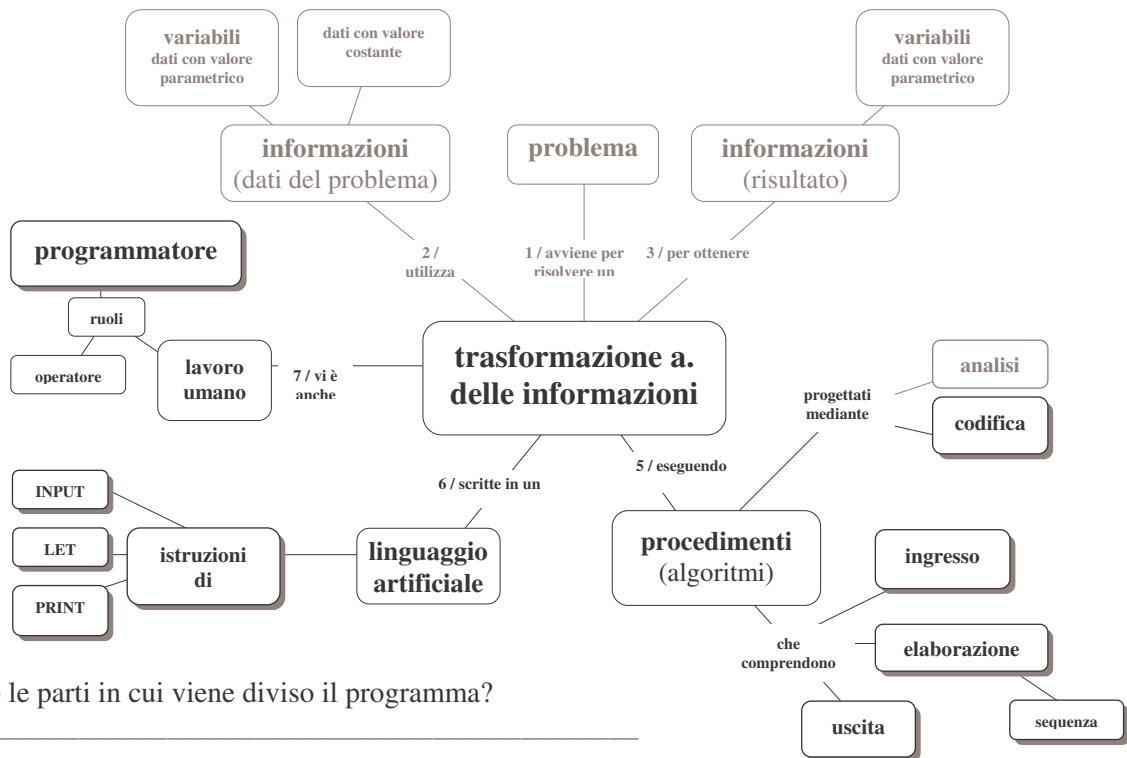 variabili
dati con valore
parametrico
dati con valore
costante
variabili
dati con valore
parametrico
informazioni
(dati del problema)
problema
informazioni
(risultato)
programmatore
2 /
utilizza
1 / avviene per
risolvere un
3 / per ottenere
ruoli
operatore
lavoro
umano
7 / vi è
anche
trasformazione a.
delle informazioni
analisi
progettati
mediante
codifica
6 / scritte in un
5 / eseguendo
INPUT
LET
PRINT
istruzioni
di
linguaggio
artificiale
procedimenti
(algoritmi)
ingresso
che
comprendono
elaborazione
uscita
sequenza
le parti in cui viene diviso il programma?